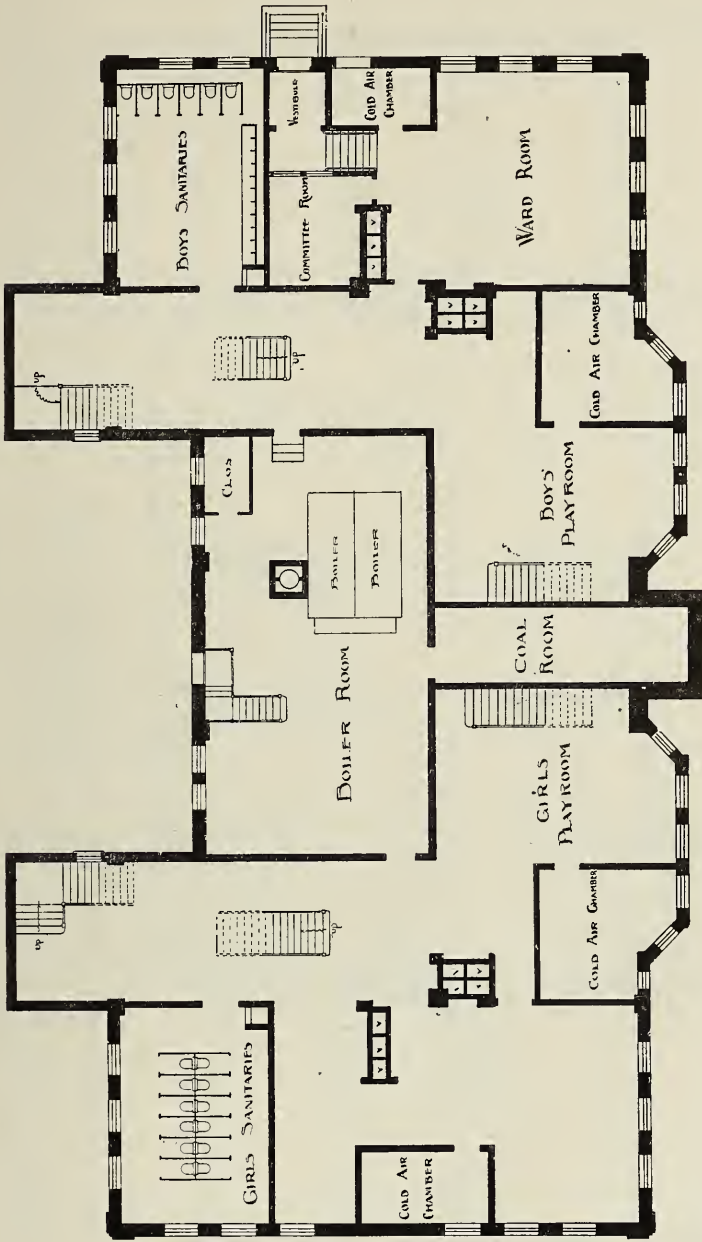 UP
UP
BOYS SANITARIES
CLOS
GIRLS SANITARIES
VESTIBULE
COMMITTEE ROOM
UP
UP
BOILER
BOILER
BOILER ROOM
COLD AIR
CHAMBER
COLD AIR
CHAMBER
WARD ROOM
GIRLS
PLAYROOM
COAL
ROOM
BOYS'
PLAYROOM
COLD AIR CHAMBER
COLD AIR CHAMBER